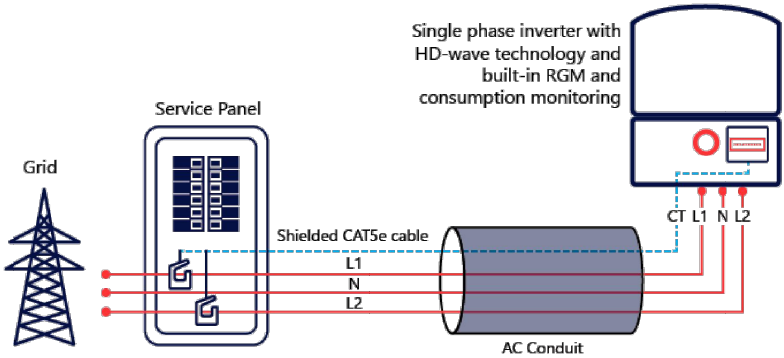 Single phase inverter with
HD-wave technology and
built-in RGM and
consumption monitoring
Service Panel
Grid
CT L1 N L2
Shielded CAT5e cable
L1
N
L2
AC Conduit